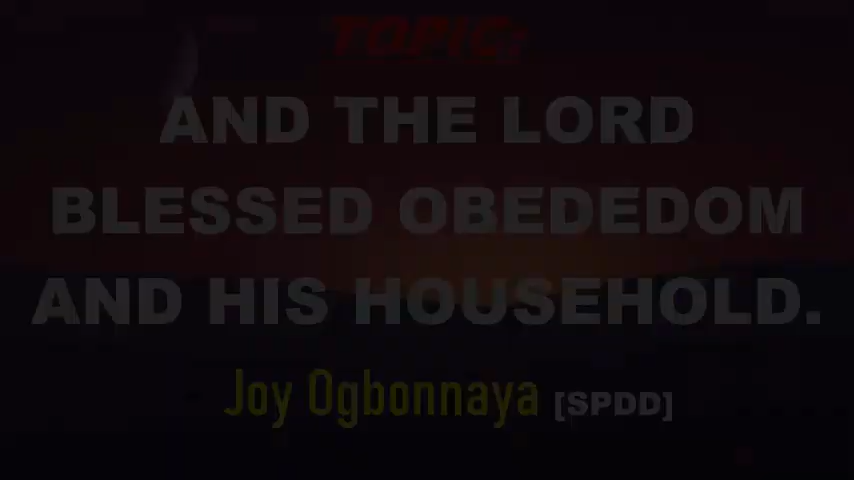 TOPIC:
AND THE LORD
BLESSED OBEDEDOM
AND HIS HOUSEHOLD.
Joy Ogbonnaya [SPDD]